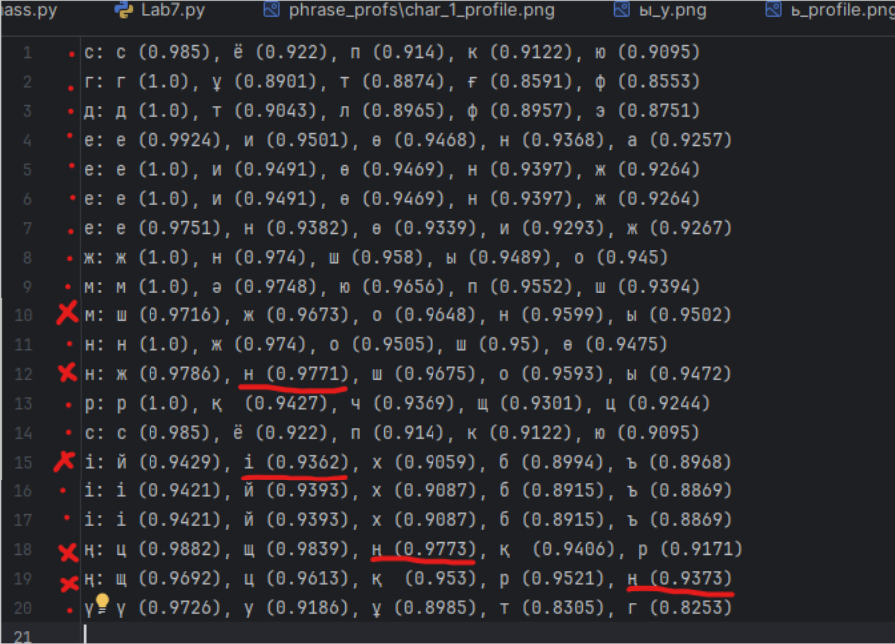 ass.py Lab7.py phrase_profs\char_1_profile.png ы_y.png ь_profile.png
1 с: с (0.985), ё (0.922), п (0.914), к (0.9122), ю (0.9095)
2 г: г (1.0), ұ (0.8901), т (0.8874), ғ (0.8591), ф (0.8553)
3 д: д (1.0), т (0.9043), л (0.8965), ф (0.8957), э (0.8751)
4 е: е (0.9924), и (0.9501), ө (0.9468), н (0.9368), а (0.9257)
5 е: е (1.0), и (0.9491), ө (0.9469), н (0.9397), ж (0.9264)
6 е: е (1.0), и (0.9491), ө (0.9469), н (0.9397), ж (0.9264)
7 е: е (0.9751), н (0.9382), ө (0.9339), и (0.9293), ж (0.9267)
8 ж: ж (1.0), н (0.974), ш (0.958), ы (0.9489), о (0.945)
9 м: м (1.0), ә (0.9748), ю (0.9656), п (0.9552), ш (0.9394)
10 м: ш (0.9716), ж (0.9673), о (0.9648), н (0.9599), ы (0.9502)
11 н: н (1.0), ж (0.974), о (0.9505), ш (0.95), ө (0.9475)
12 н: ж (0.9786), н (0.9771), ш (0.9675), о (0.9593), ы (0.9472)
13 р: р (1.0), қ (0.9427), ч (0.9369), щ (0.9301), ц (0.9244)
14 с: с (0.985), ё (0.922), п (0.914), к (0.9122), ю (0.9095)
15 і: й (0.9429), і (0.9362), х (0.9059), б (0.8994), ъ (0.8968)
16 і: і (0.9421), й (0.9393), х (0.9087), б (0.8915), ъ (0.8869)
17 і: і (0.9421), й (0.9393), х (0.9087), б (0.8915), ъ (0.8869)
18 ң: ц (0.9882), щ (0.9839), ң (0.9773), қ (0.9406), р (0.9171)
19 ң: щ (0.9692), ц (0.9613), қ (0.953), р (0.9521), ң (0.9373)
20 ү: ү (0.9726), у (0.9186), ұ (0.8985), т (0.8305), г (0.8253)
21